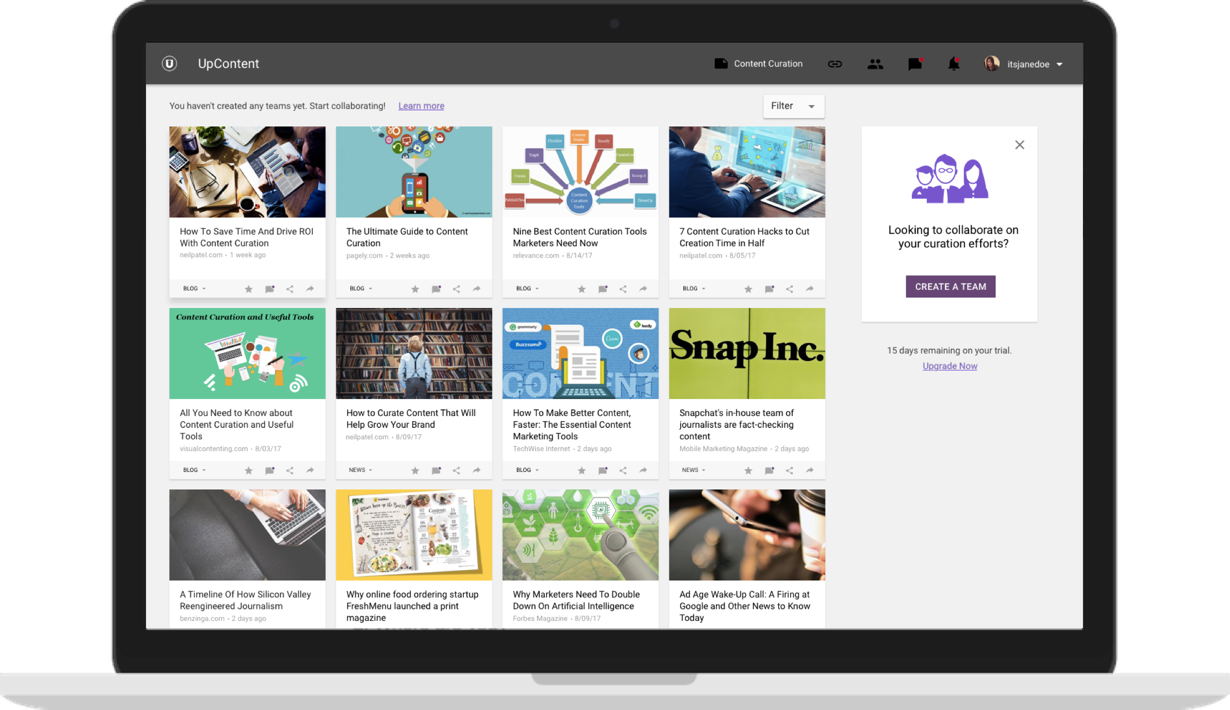 UpContent
Content Curation
itsjanedoe
You haven't created any teams yet. Start collaborating! Learn more
Filter
How To Save Time And Drive ROI
With Content Curation
neilpatel.com • 1 week ago
BLOG
The Ultimate Guide to Content
Curation
pagely.com • 2 weeks ago
BLOG
Content
Curation
Tools
Nine Best Content Curation Tools
Marketers Need Now
relevance.com • 8/14/17
BLOG
7 Content Curation Hacks to Cut
Creation Time in Half
neilpatel.com • 8/05/17
BLOG
Looking to collaborate on
your curation efforts?
CREATE A TEAM
15 days remaining on your trial.
Upgrade Now
Content Curation and Useful Tools
All You Need to Know about
Content Curation and Useful
Tools
visualcontenting.com • 8/03/17
BLOG
How to Curate Content That Will
Help Grow Your Brand
neilpatel.com • 8/09/17
NEWS
grammarly
feedly
Buzzsumo
Canva
CONTENT
How To Make Better Content,
Faster: The Essential Content
Marketing Tools
TechWise Internet • 2 days ago
BLOG
Snap Inc.
Snapchat's in-house team of
journalists are fact-checking
content
Mobile Marketing Magazine • 2 days ago
NEWS
A Timeline Of How Silicon Valley
Reengineered Journalism
benzinga.com • 2 days ago
Contents
Why online food ordering startup
FreshMenu launched a print
magazine
Why Marketers Need To Double
Down On Artificial Intelligence
Forbes Magazine • 8/09/17
Ad Age Wake-Up Call: A Firing at
Google and Other News to Know
Today